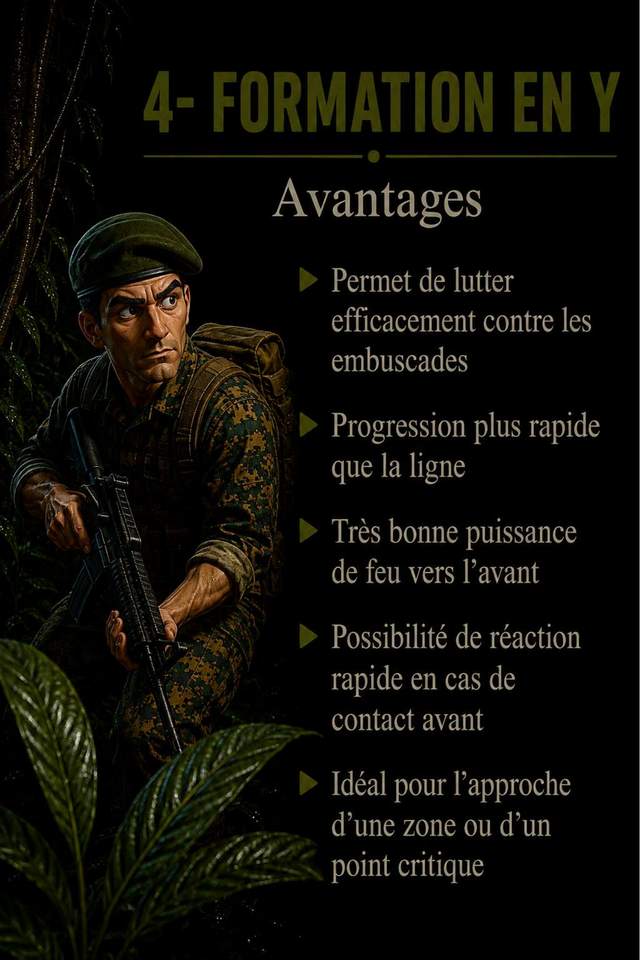 4- FORMATION EN Y
Avantages
Permet de lutter
efficacement contre les
embuscades
Progression plus rapide
que la ligne
Très bonne puissance
de feu vers l’avant
Possibilité de réaction
rapide en cas de
contact avant
Idéal pour l’approche
d’une zone ou d’un
point critique